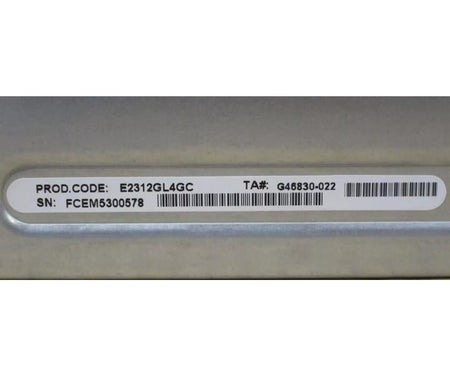 PROD.CODE: E2312GL4GC TA#: G46830-022
SN: FCEM5300578